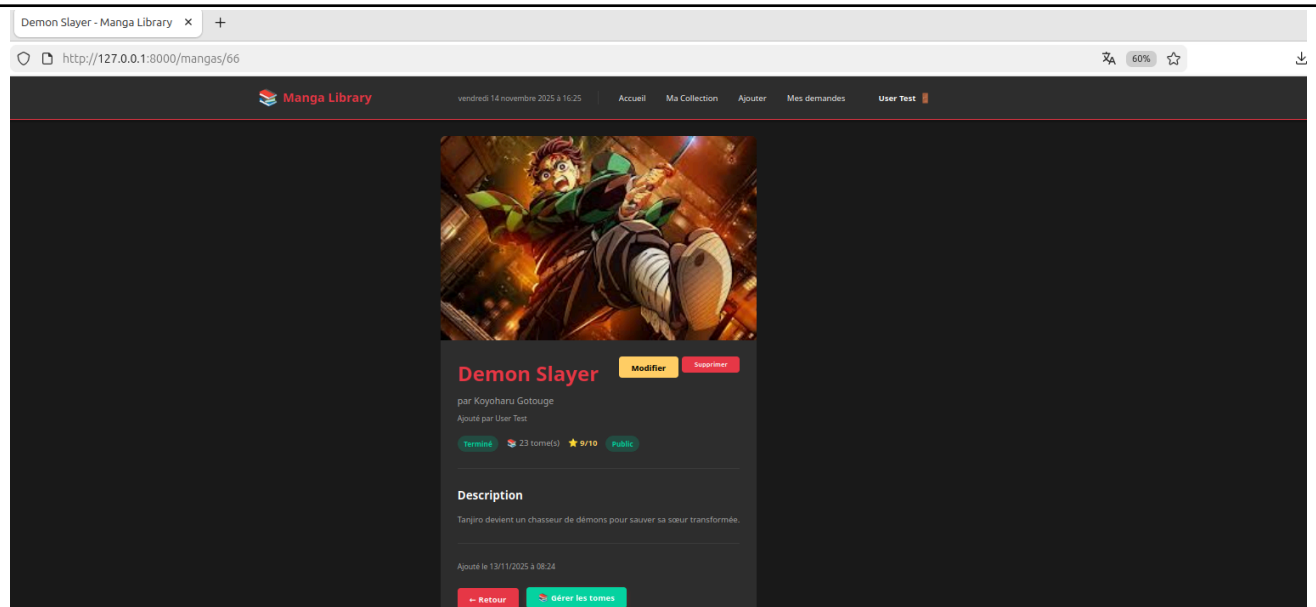 Demon Slayer - Manga Library × +
http://127.0.0.1:8000/mangas/66 60%
Manga Library vendredi 14 novembre 2025 à 16:25 Accueil Ma Collection Ajouter Mes demandes User Test
Demon Slayer Modifier Supprimer
par Koyoharu Gotouge
Ajouté par User Test
Terminé 23 tome(s) 9/10 Public
Description
Tanjiro devient un chasseur de démons pour sauver sa sœur transformée.
Ajouté le 13/11/2025 à 08:24
← Retour Gérer les tomes